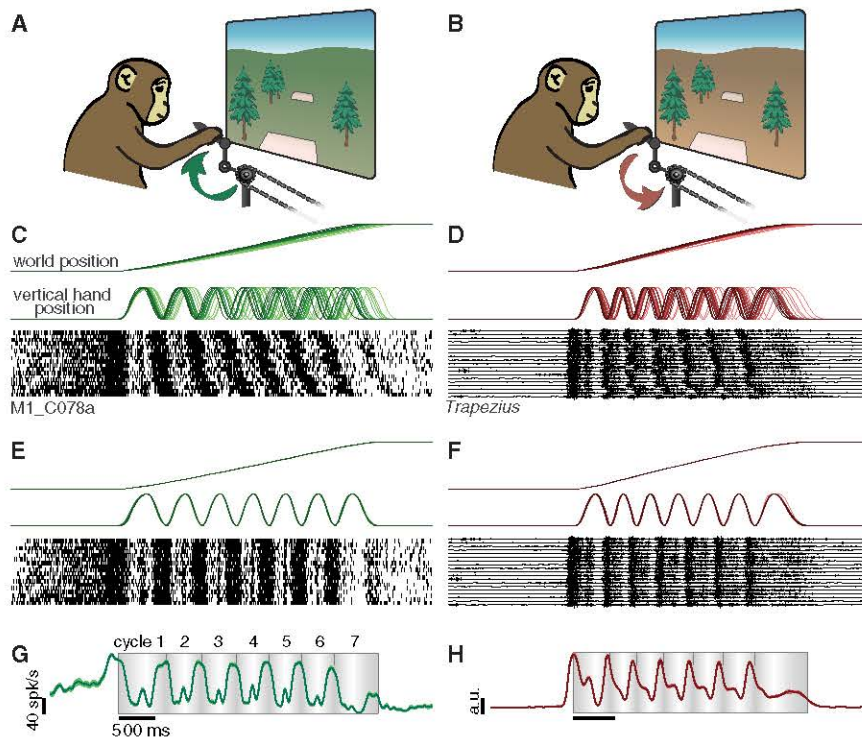 A
B
C
world position
vertical hand
position
M1_C078a
D
Trapezius
E
F
G
cycle 1 2 3 4 5 6 7
40 spk/s
500 ms
H
a.u.